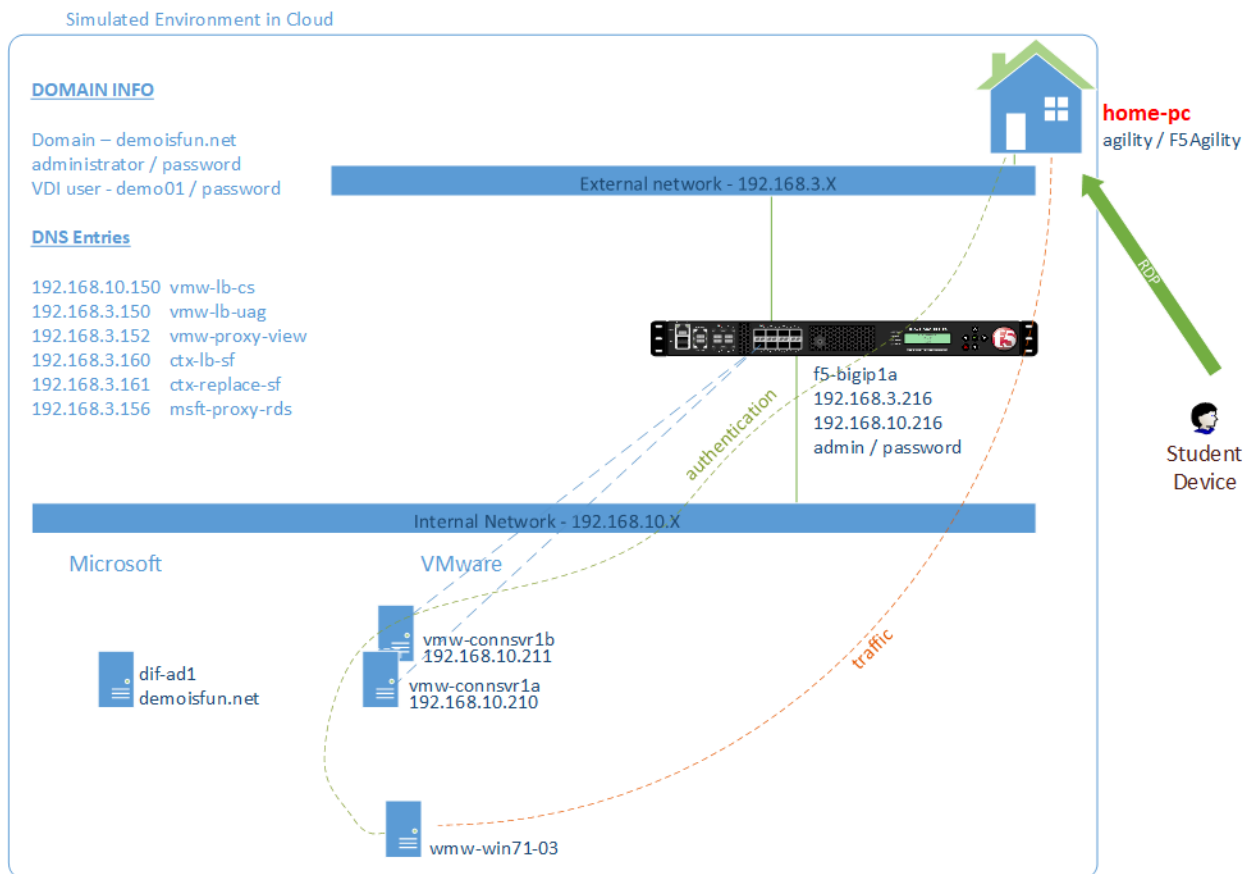 Simulated Environment in Cloud
DOMAIN INFO
Domain – demoisfun.net
administrator / password
VDI user - demo01 / password
DNS Entries
192.168.10.150 vmw-lb-cs
192.168.3.150 vmw-lb-uag
192.168.3.152 vmw-proxy-view
192.168.3.160 ctx-lb-sf
192.168.3.161 ctx-replace-sf
192.168.3.156 msft-proxy-rds
home-pc
agility / F5Agility
External network - 192.168.3.X
RDP
f5
f5-bigip1a
192.168.3.216
192.168.10.216
admin / password
authentication
Student
Device
Internal Network - 192.168.10.X
Microsoft
VMware
vmw-connsvr1b
192.168.10.211
vmw-connsvr1a
192.168.10.210
dif-ad1
demoisfun.net
traffic
wmw-win71-03